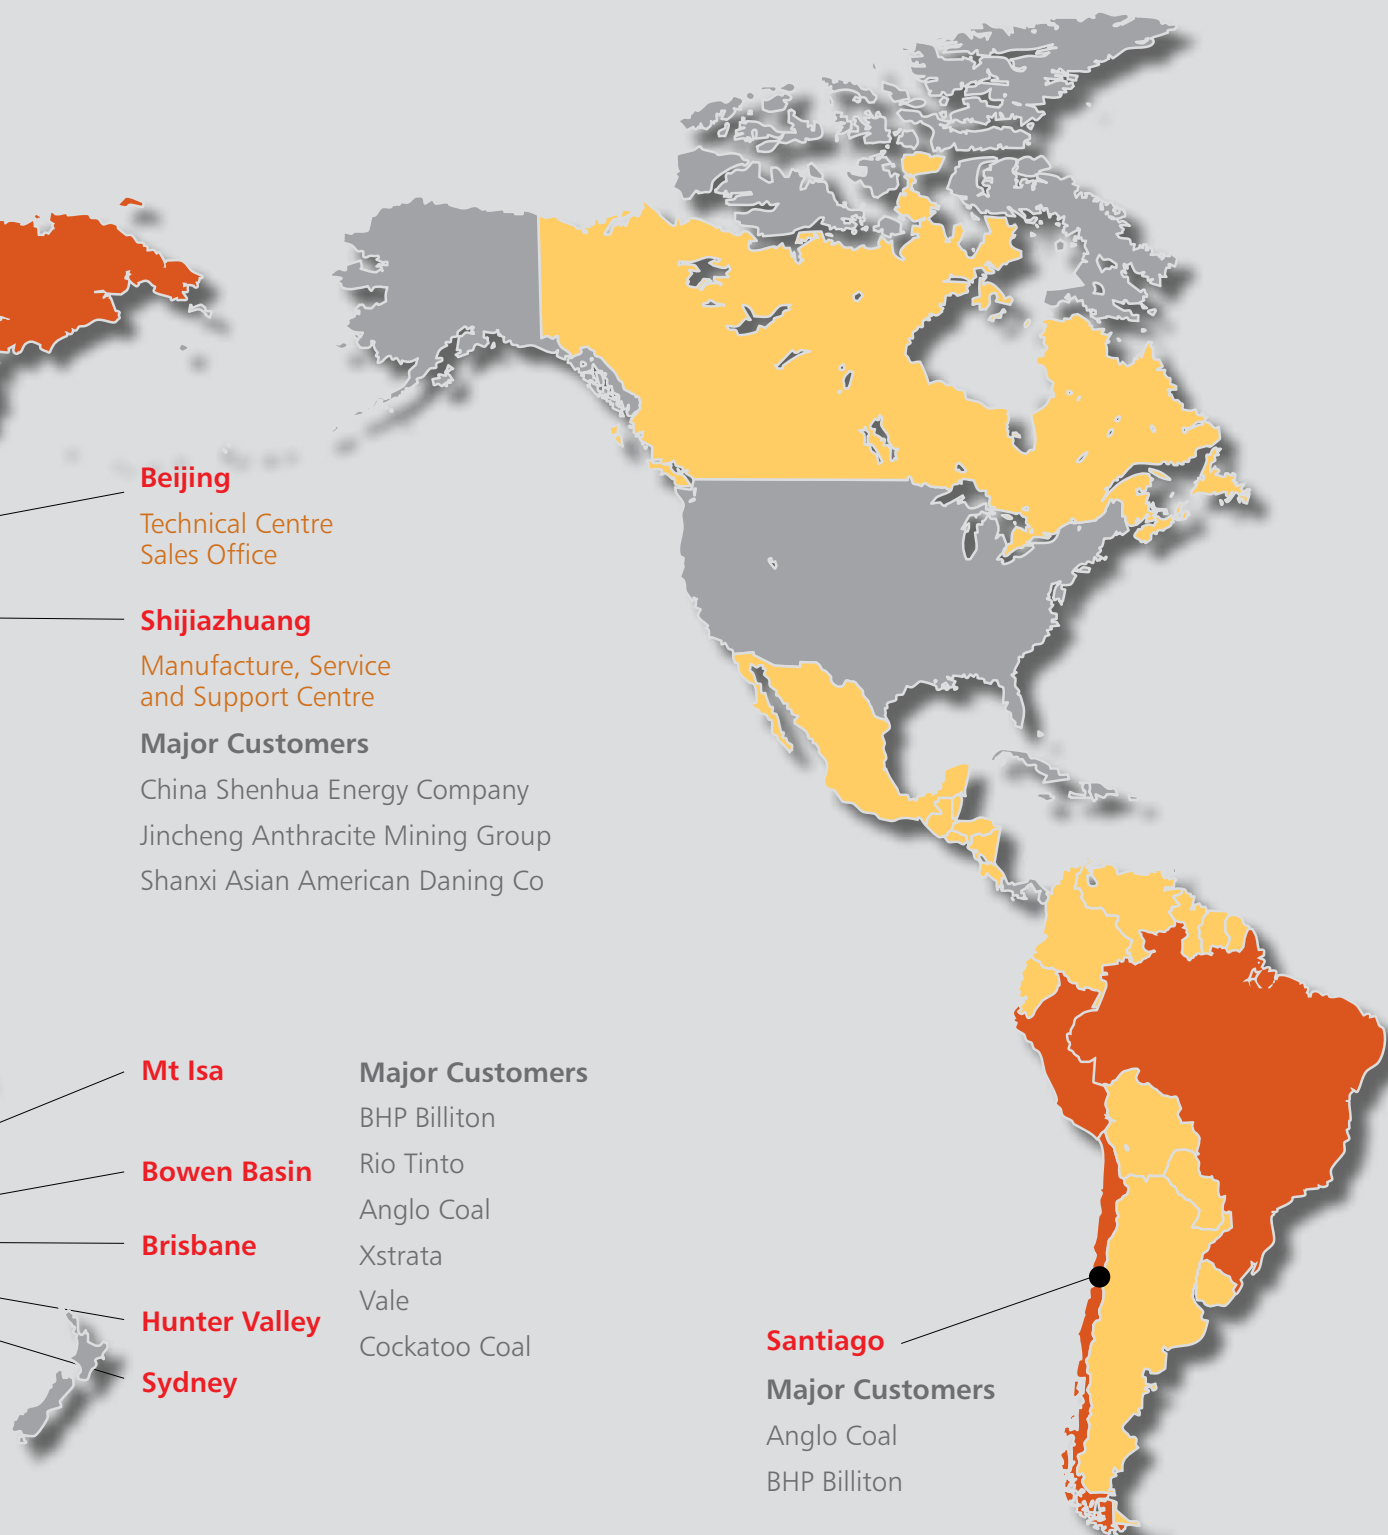 Beijing
Technical Centre
Sales Office
Shijiazhuang
Manufacture, Service
and Support Centre
Major Customers
China Shenhua Energy Company
Jincheng Anthracite Mining Group
Shanxi Asian American Daning Co
Mt Isa
Bowen Basin
Brisbane
Hunter Valley
Sydney
Major Customers
BHP Billiton
Rio Tinto
Anglo Coal
Xstrata
Vale
Cockatoo Coal
Santiago
Major Customers
Anglo Coal
BHP Billiton